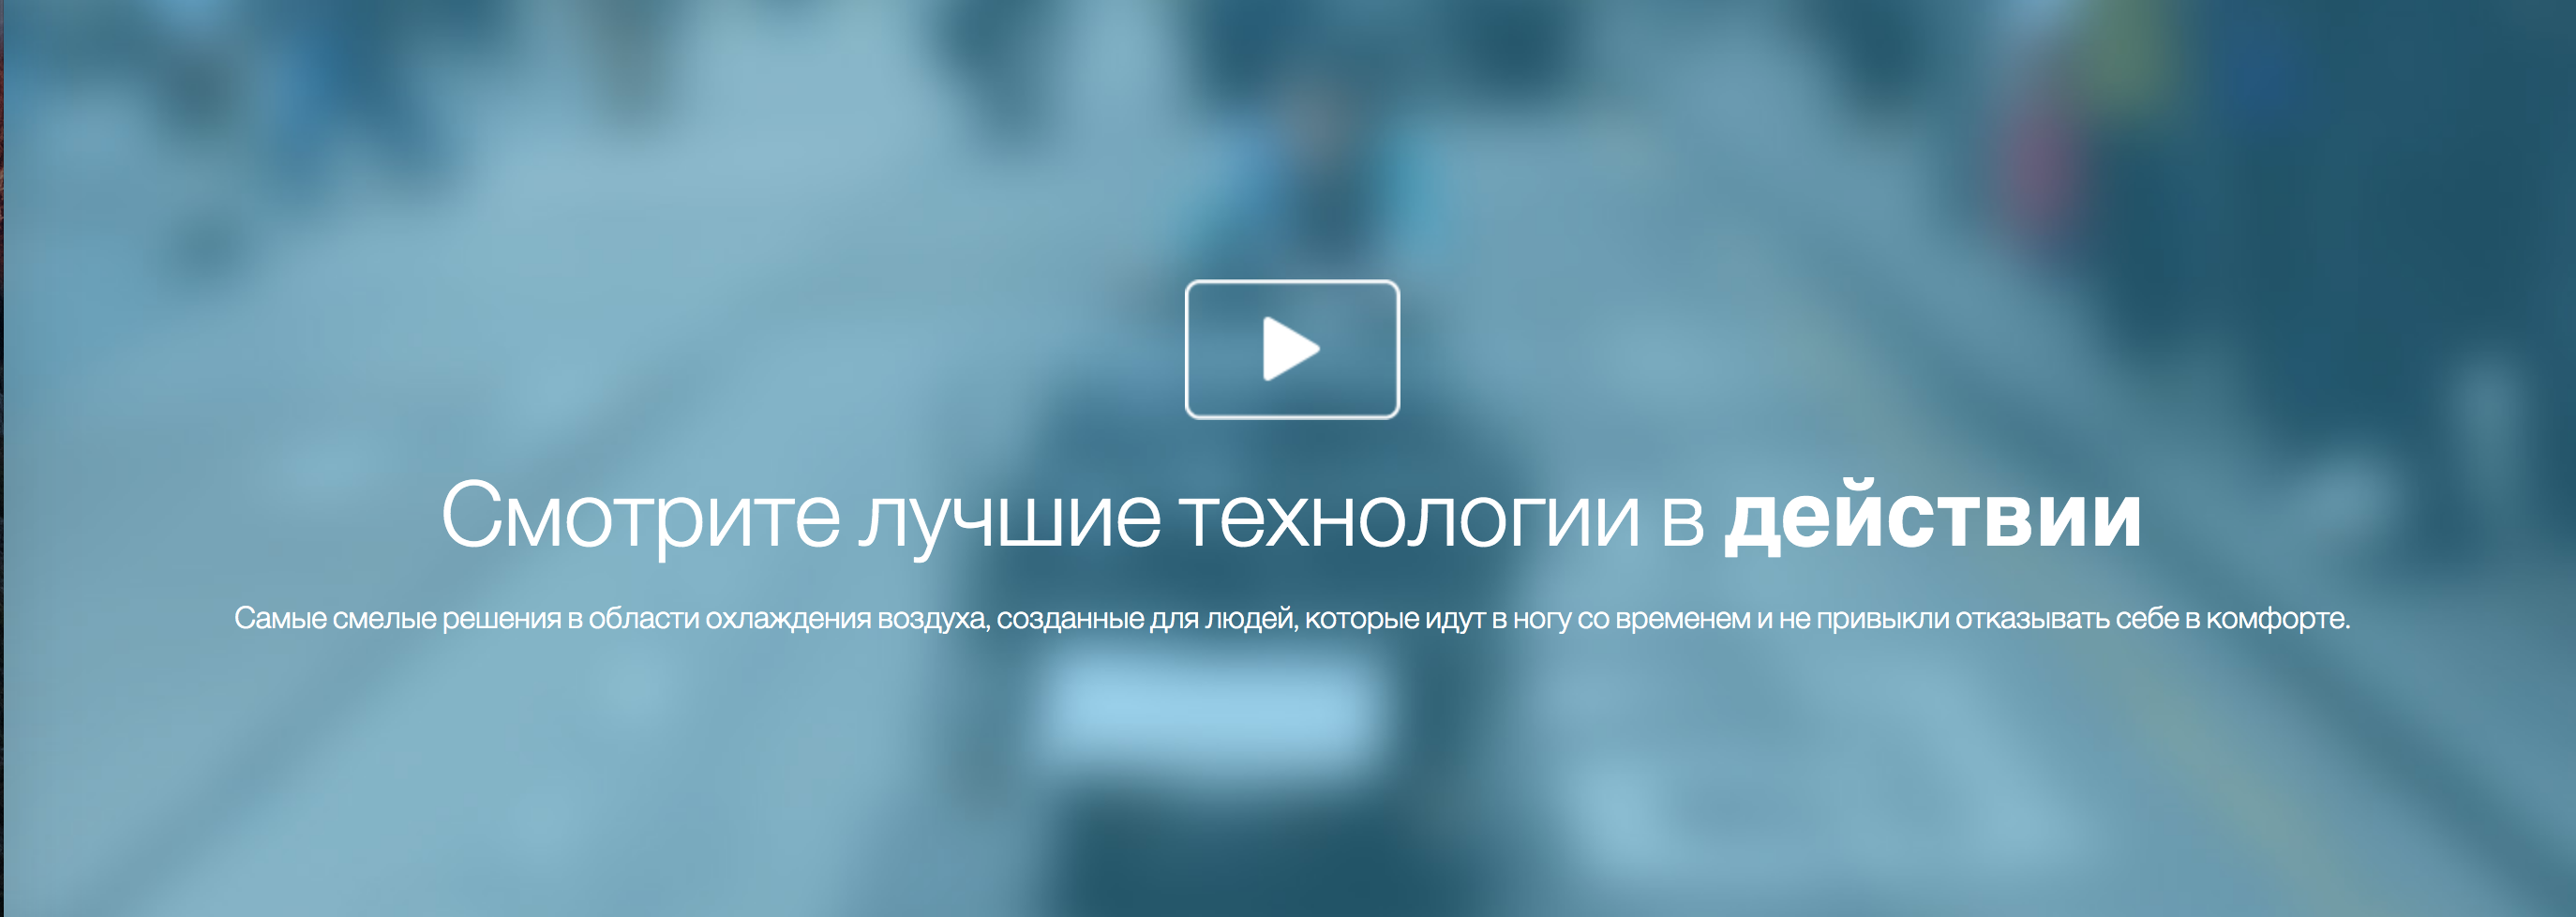 Смотрите лучшие технологии в действии
Самые смелые решения в области охлаждения воздуха, созданные для людей, которые идут в ногу со временем и не привыкли отказывать себе в комфорте.